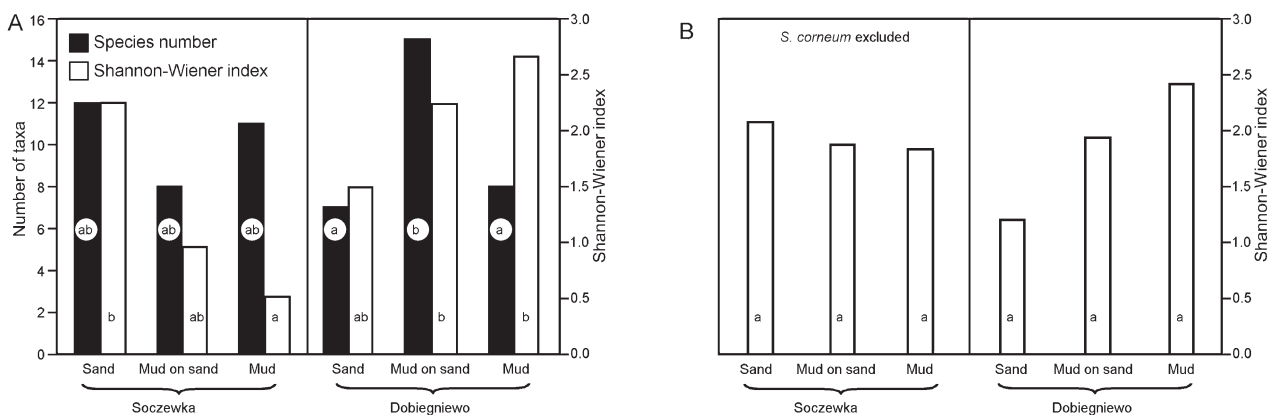 A
Number of taxa
16
14
12
10
8
6
4
2
0
Species number
Shannon-Wiener index
ab
ab
ab
a
b
a
b
ab
a
ab
b
b
3.0
2.5
2.0
1.5
1.0
0.5
0.0
Shannon-Wiener index
Sand Mud on sand Mud Sand Mud on sand Mud
Soczewka Dobiegniewo
B
S. corneum excluded
a
a
a
a
a
a
3.0
2.5
2.0
1.5
1.0
0.5
0.0
Shannon-Wiener index
Sand Mud on sand Mud Sand Mud on sand Mud
Soczewka Dobiegniewo